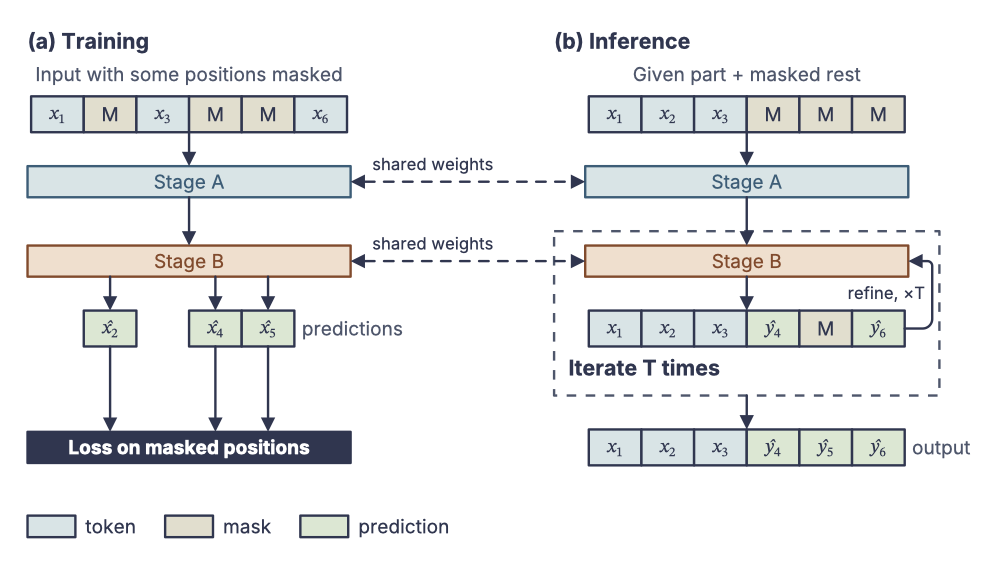 (a) Training
Input with some positions masked
x₁ M x₃ M M x₆
Stage A
Stage B
x̂₂ x̂₄ x̂₅ predictions
Loss on masked positions
shared weights
shared weights
(b) Inference
Given part + masked rest
x₁ x₂ x₃ M M M
Stage A
Stage B
refine, ×T
x₁ x₂ x₃ ŷ₄ M ŷ₆
Iterate T times
x₁ x₂ x₃ ŷ₄ ŷ₅ ŷ₆ output
token mask prediction